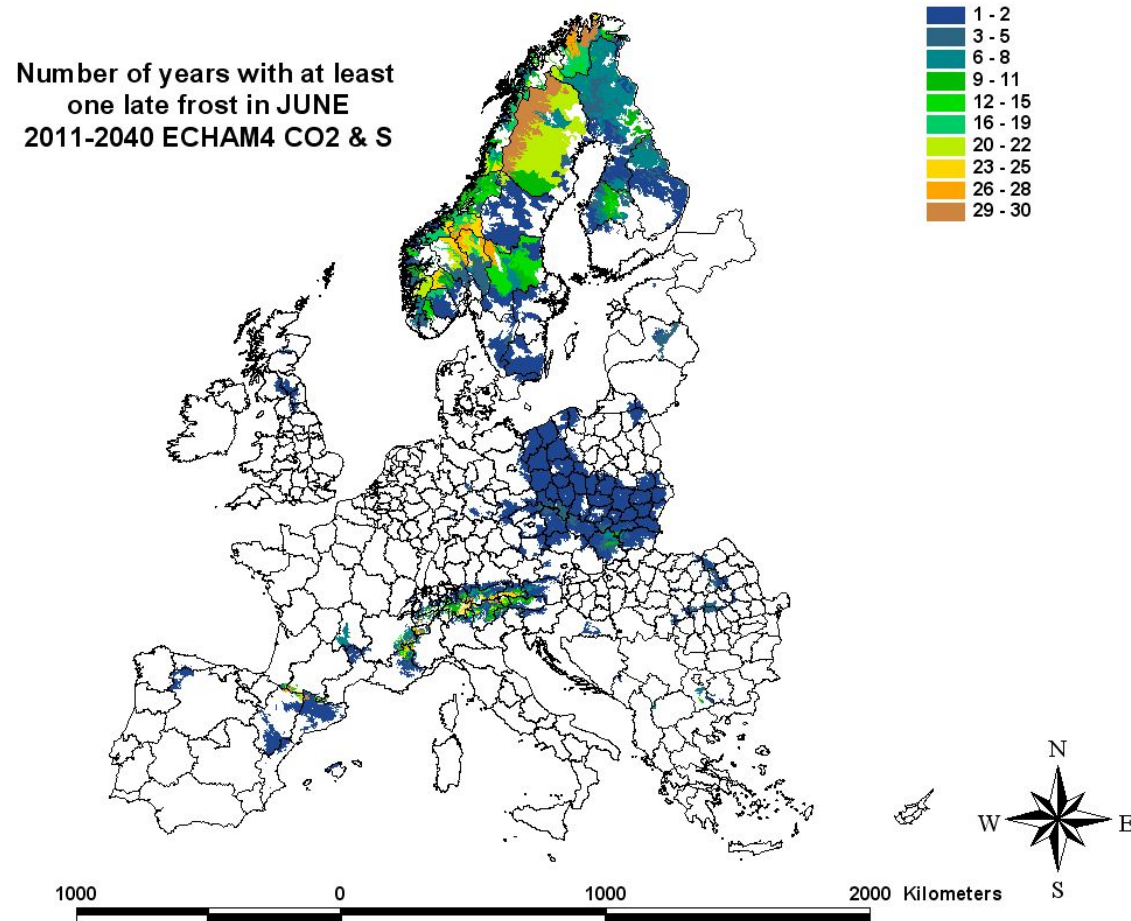 Number of years with at least
one late frost in JUNE
2011-2040 ECHAM4 CO2 & S
1 - 2
3 - 5
6 - 8
9 - 11
12 - 15
16 - 19
20 - 22
23 - 25
26 - 28
29 - 30
N
W E
S
1000 0 1000 2000 Kilometers